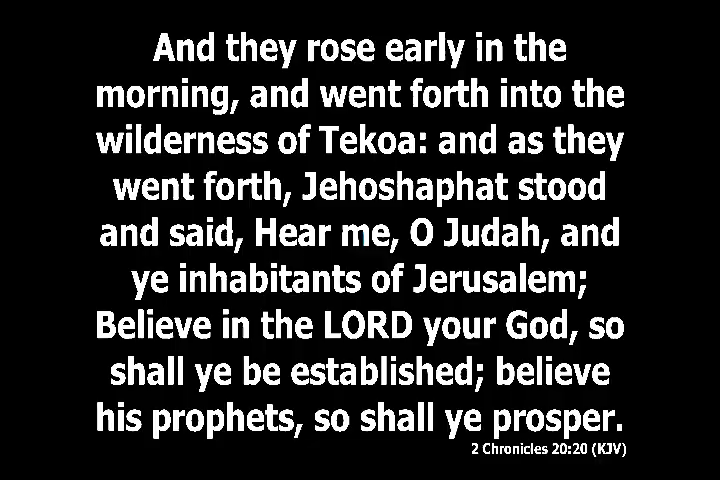 And they rose early in the
morning, and went forth into the
wilderness of Tekoa: and as they
went forth, Jehoshaphat stood
and said, Hear me, O Judah, and
ye inhabitants of Jerusalem;
Believe in the LORD your God, so
shall ye be established; believe
his prophets, so shall ye prosper.
2 Chronicles 20:20 (KJV)